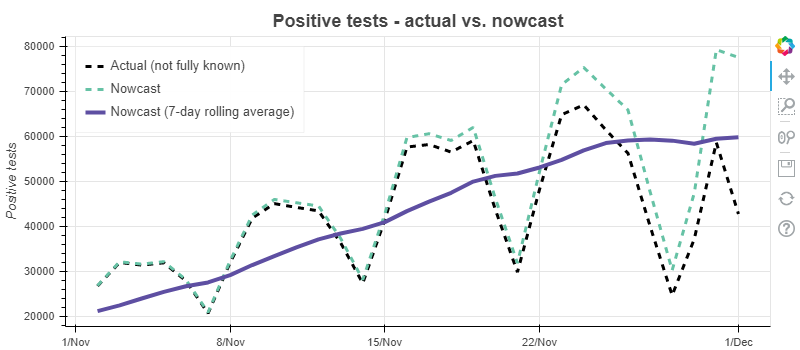 Positive tests - actual vs. nowcast
80000
70000
60000
50000
40000
30000
20000
Positive tests
Actual (not fully known)
Nowcast
Nowcast (7-day rolling average)
1/Nov
8/Nov
15/Nov
22/Nov
1/Dec